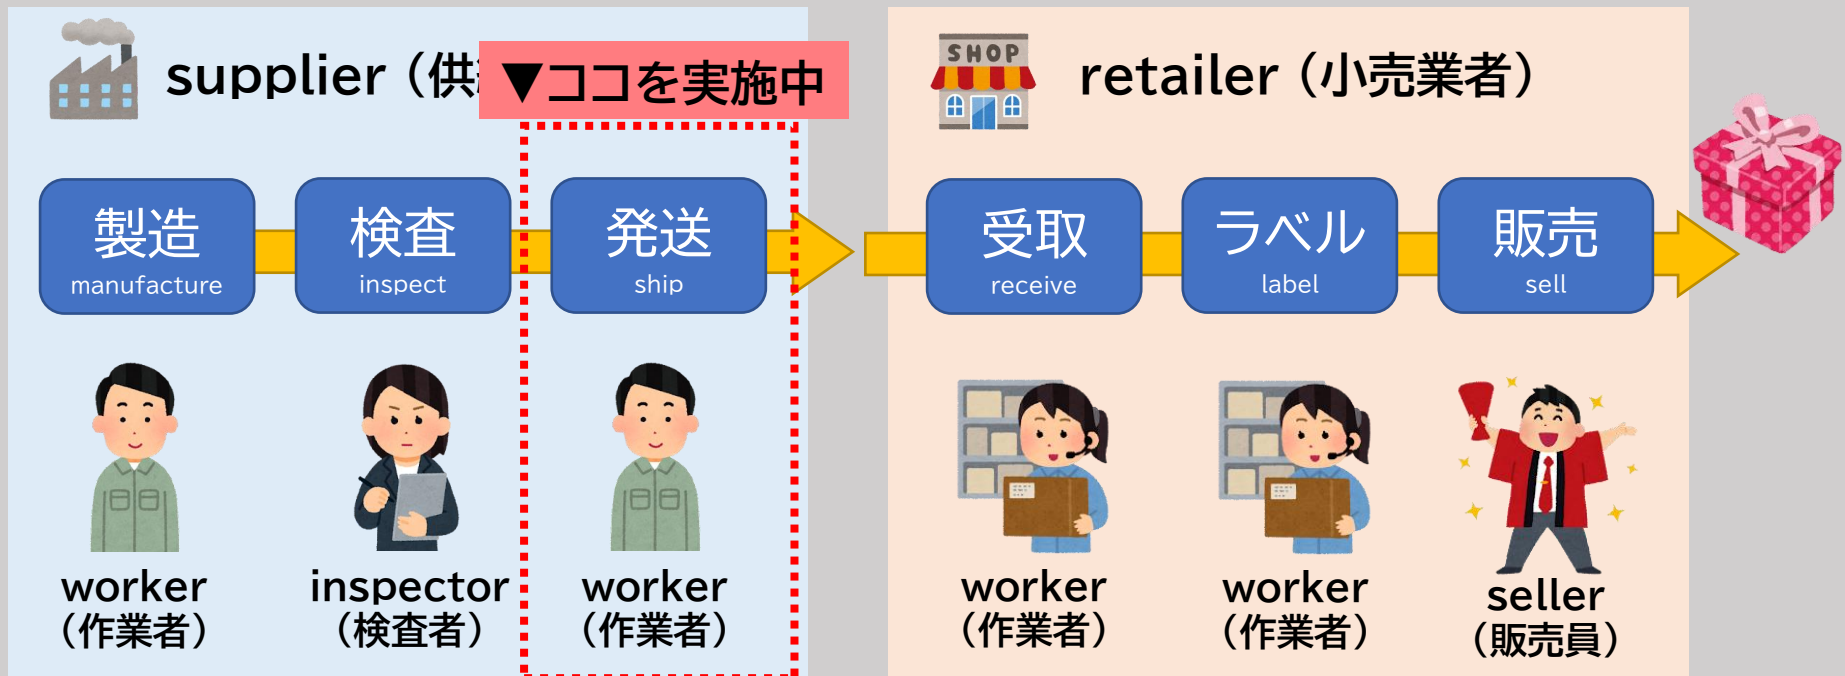 supplier（供
▼ココを実施中
製造
manufacture
検査
inspect
発送
ship
worker
（作業者）
inspector
（検査者）
worker
（作業者）
SHOP
retailer（小売業者）
受取
receive
ラベル
label
販売
sell
worker
（作業者）
worker
（作業者）
seller
（販売員）